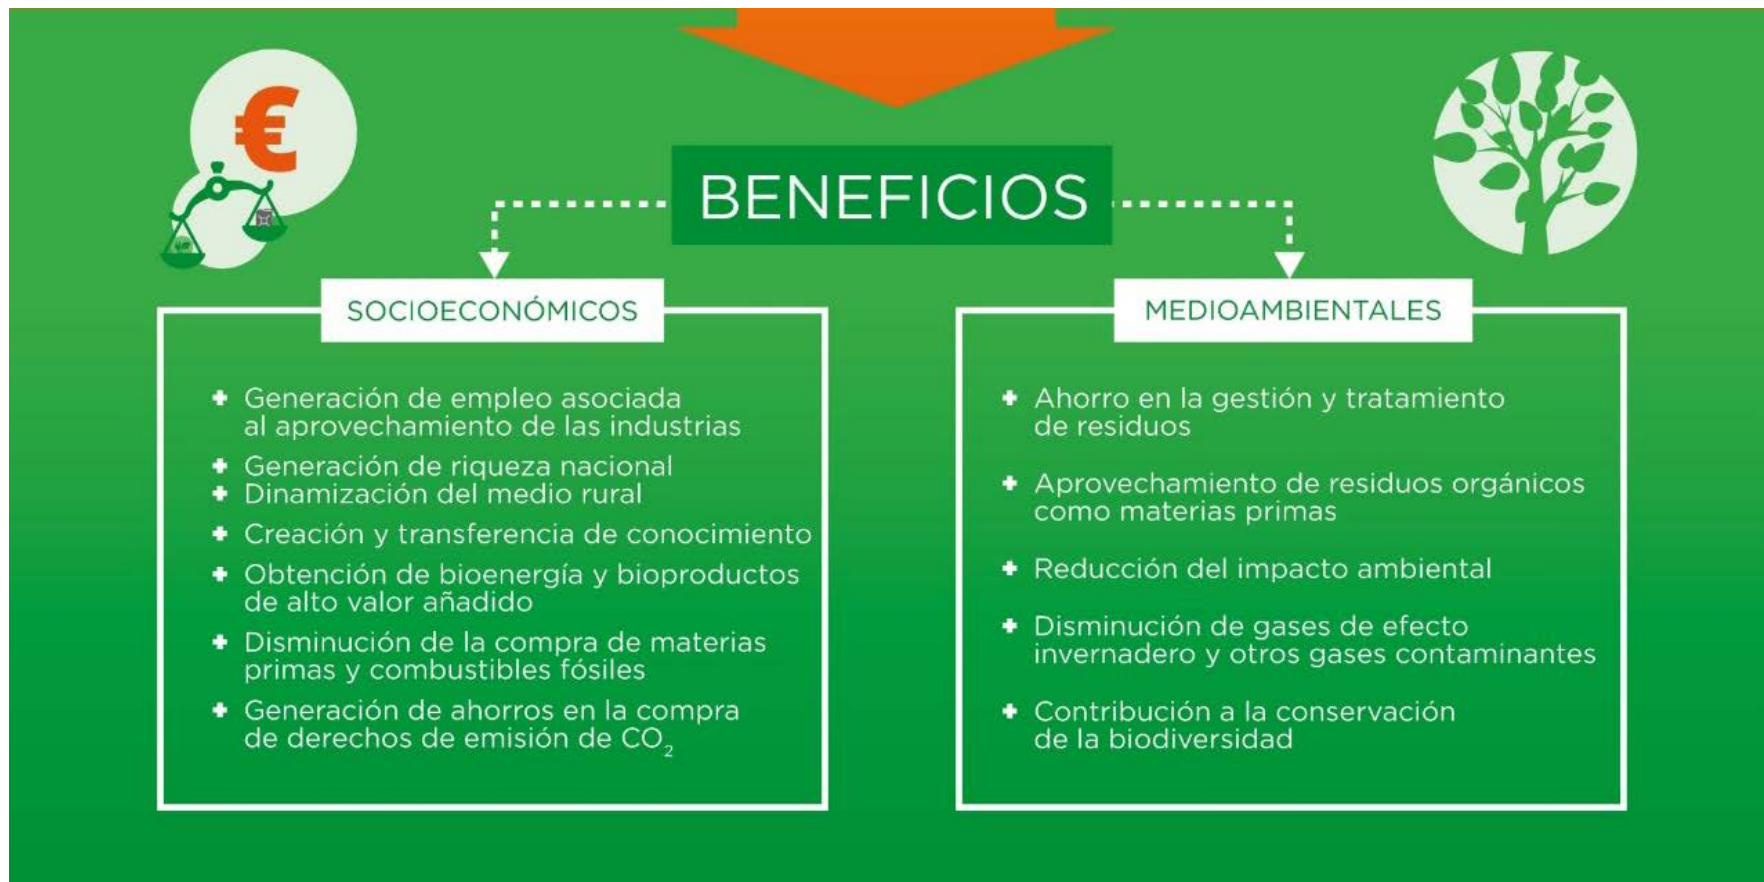 €
BENEFICIOS
SOCIOECONÓMICOS
Generación de empleo asociada
al aprovechamiento de las industrias
Generación de riqueza nacional
Dinamización del medio rural
Creación y transferencia de conocimiento
Obtención de bioenergía y bioproductos
de alto valor añadido
Disminución de la compra de materias
primas y combustibles fósiles
Generación de ahorros en la compra
de derechos de emisión de CO₂
MEDIOAMBIENTALES
Ahorro en la gestión y tratamiento
de residuos
Aprovechamiento de residuos orgánicos
como materias primas
Reducción del impacto ambiental
Disminución de gases de efecto
invernadero y otros gases contaminantes
Contribución a la conservación
de la biodiversidad